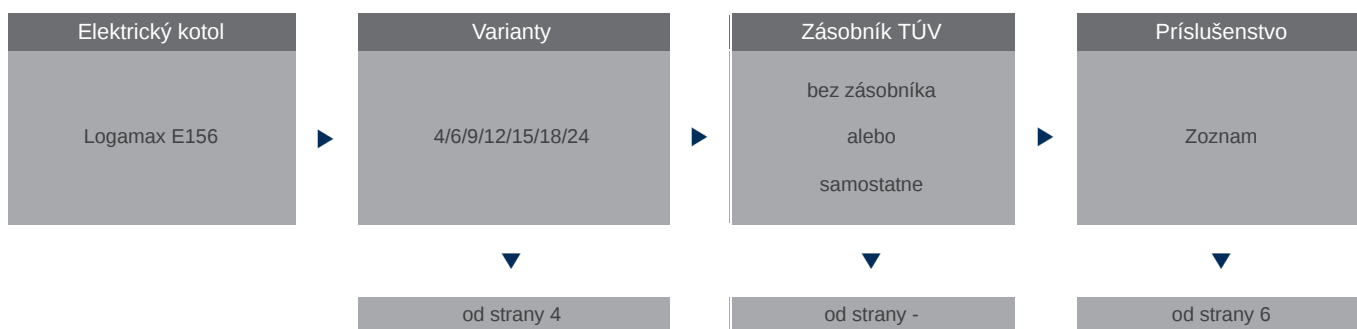 Elektrický kotol
Logamax E156
Varianty
4/6/9/12/15/18/24
od strany 4
Zásobník TÚV
bez zásobníka
alebo
samostatne
od strany -
Príslušenstvo
Zoznam
od strany 6